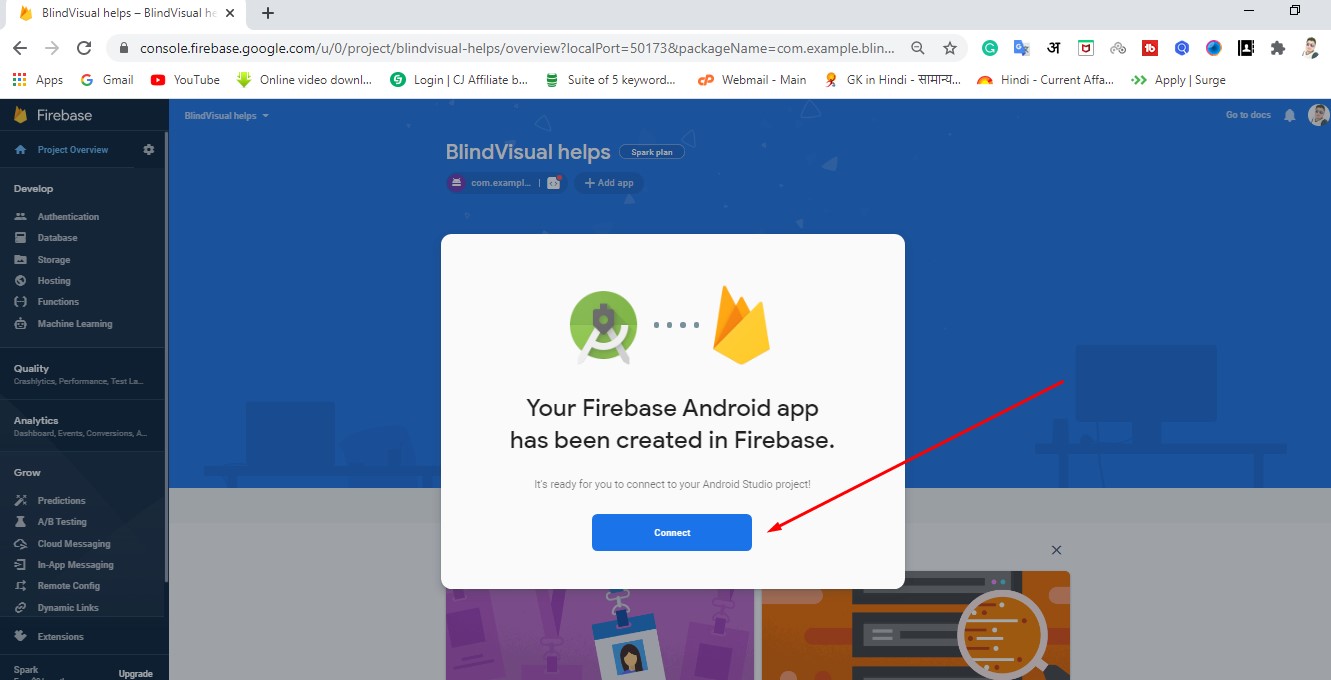 BlindVisual helps – BlindVisual he
console.firebase.google.com/u/0/project/blindvisual-helps/overview?localPort=50173&packageName=com.example.blin...
अ
Apps
Gmail
YouTube
Online video downl...
Login | CJ Affiliate b...
Suite of 5 keyword...
Webmail - Main
GK in Hindi - सामान्य...
Hindi - Current Affa...
Apply | Surge
Firebase
BlindVisual helps
Go to docs
Project Overview
BlindVisual helps
Spark plan
com.exampl...
+ Add app
Develop
Authentication
Database
Storage
Hosting
Functions
Machine Learning
Quality
Crashlytics, Performance, Test La...
Analytics
Dashboard, Events, Conversions, A...
Grow
Predictions
A/B Testing
Cloud Messaging
In-App Messaging
Remote Config
Dynamic Links
Extensions
Spark
Upgrade
Your Firebase Android app
has been created in Firebase.
It's ready for you to connect to your Android Studio project!
Connect